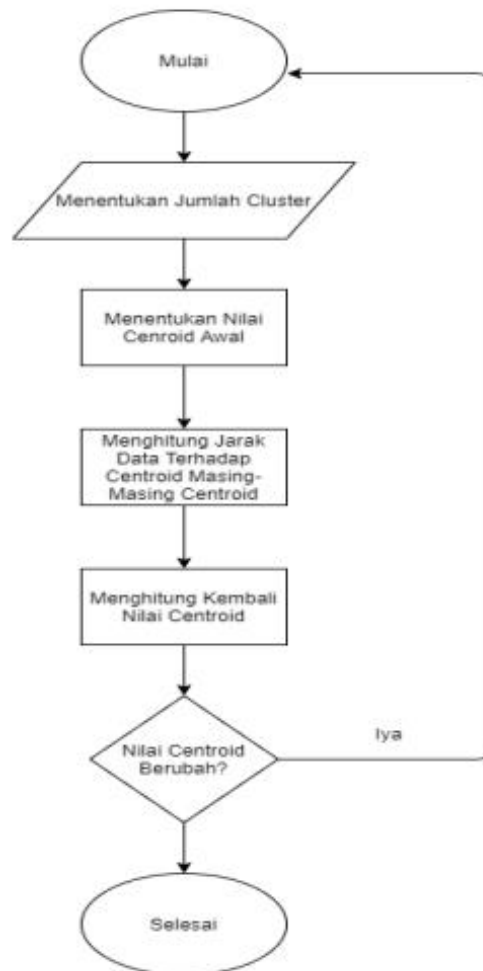 Mulai
Menentukan Jumlah Cluster
Menentukan Nilai
Cenroid Awal
Menghitung Jarak
Data Terhadap
Centroid Masing-
Masing Centroid
Menghitung Kembali
Nilai Centroid
Nilai Centroid
Berubah?
Iya
Selesai